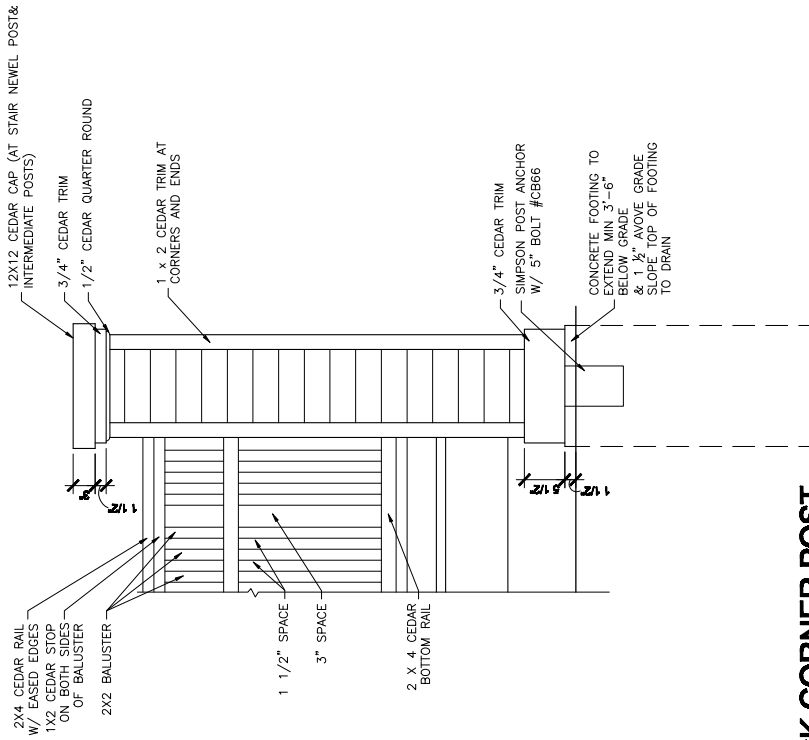 12X12 CEDAR CAP (AT STAIR NEWEL POST&
INTERMEDIATE POSTS)
3/4" CEDAR TRIM
1/2" CEDAR QUARTER ROUND
1 x 2 CEDAR TRIM AT
CORNERS AND ENDS
3/4" CEDAR TRIM
SIMPSON POST ANCHOR
W/ 5" BOLT #CB66
CONCRETE FOOTING TO
EXTEND MIN 3'-6"
BELOW GRADE
& 1 ½" AVOVE GRADE
SLOPE TOP OF FOOTING
TO DRAIN
3"
1 1/2"
5 1/2"
1 1/2"
2X4 CEDAR RAIL
W/ EASED EDGES
1X2 CEDAR STOP
ON BOTH SIDES
OF BALUSTER
2X2 BALUSTER
1 1/2" SPACE
3" SPACE
2 X 4 CEDAR
BOTTOM RAIL
CORNER POST